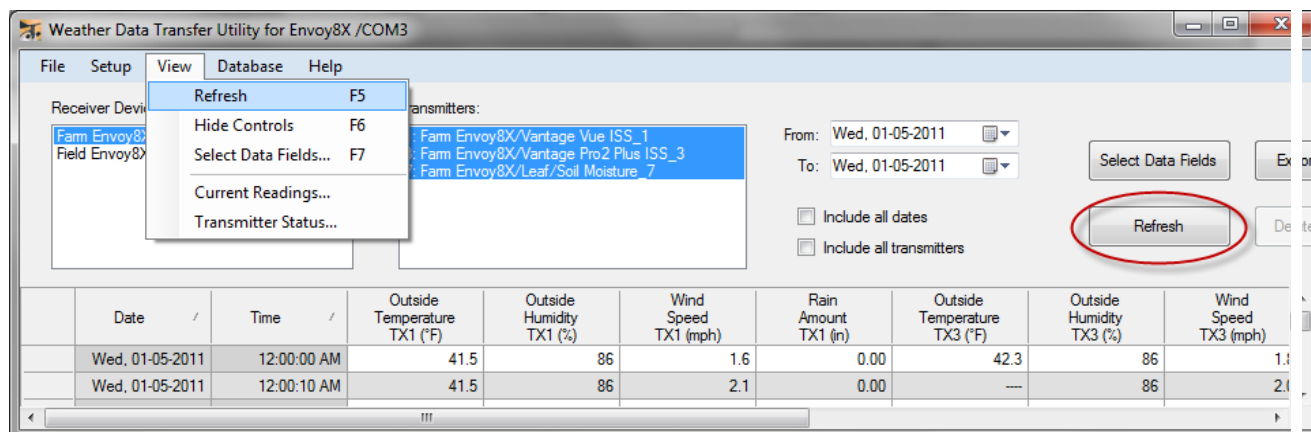 Weather Data Transfer Utility for Envoy8X /COM3
File Setup View Database Help
Receiver Devi
Farm Envoy8X
Field Envoy8X
Refresh F5
Hide Controls F6
Select Data Fields... F7
Current Readings...
Transmitter Status...
ransmitters:
: Farm Envoy8X/Vantage Vue ISS_1
: Farm Envoy8X/Vantage Pro2 Plus ISS_3
: Farm Envoy8X/Leaf/Soil Moisture_7
From: Wed, 01-05-2011
To: Wed, 01-05-2011
Include all dates
Include all transmitters
Select Data Fields
Refresh
Date Time Outside Temperature TX1 (°F) Outside Humidity TX1 (%) Wind Speed TX1 (mph) Rain Amount TX1 (in) Outside Temperature TX3 (°F) Outside Humidity TX3 (%) Wind Speed TX3 (mph)
Wed, 01-05-2011 12:00:00 AM 41.5 86 1.6 0.00 42.3 86
Wed, 01-05-2011 12:00:10 AM 41.5 86 2.1 0.00 ---- 86